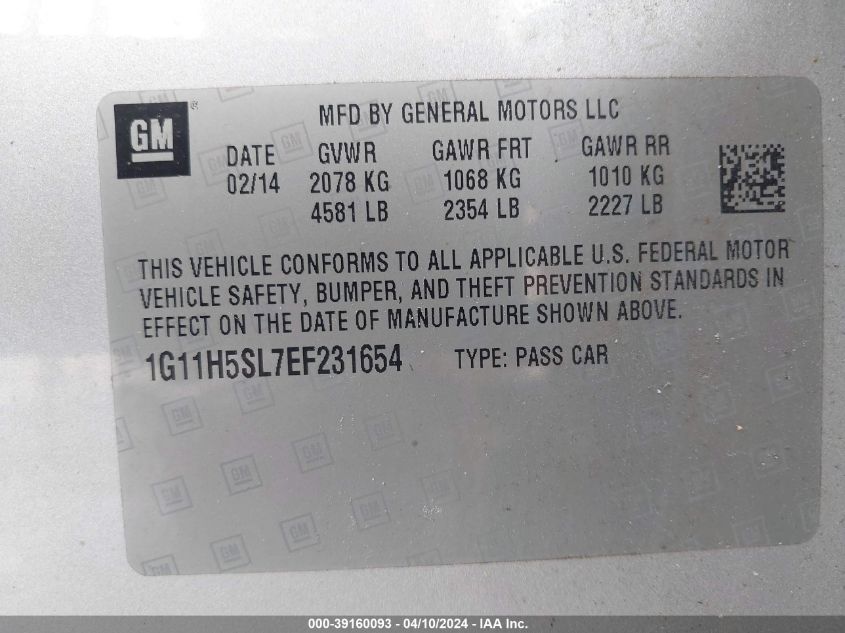 GM ®
MFD BY GENERAL MOTORS LLC
DATE GVWR GAWR FRT GAWR RR
02/14 2078 KG 1068 KG 1010 KG
4581 LB 2354 LB 2227 LB
THIS VEHICLE CONFORMS TO ALL APPLICABLE U.S. FEDERAL MOTOR
VEHICLE SAFETY, BUMPER, AND THEFT PREVENTION STANDARDS IN
EFFECT ON THE DATE OF MANUFACTURE SHOWN ABOVE.
1G11H5SL7EF231654 TYPE: PASS CAR
000-39160093 - 04/10/2024 - IAA Inc.